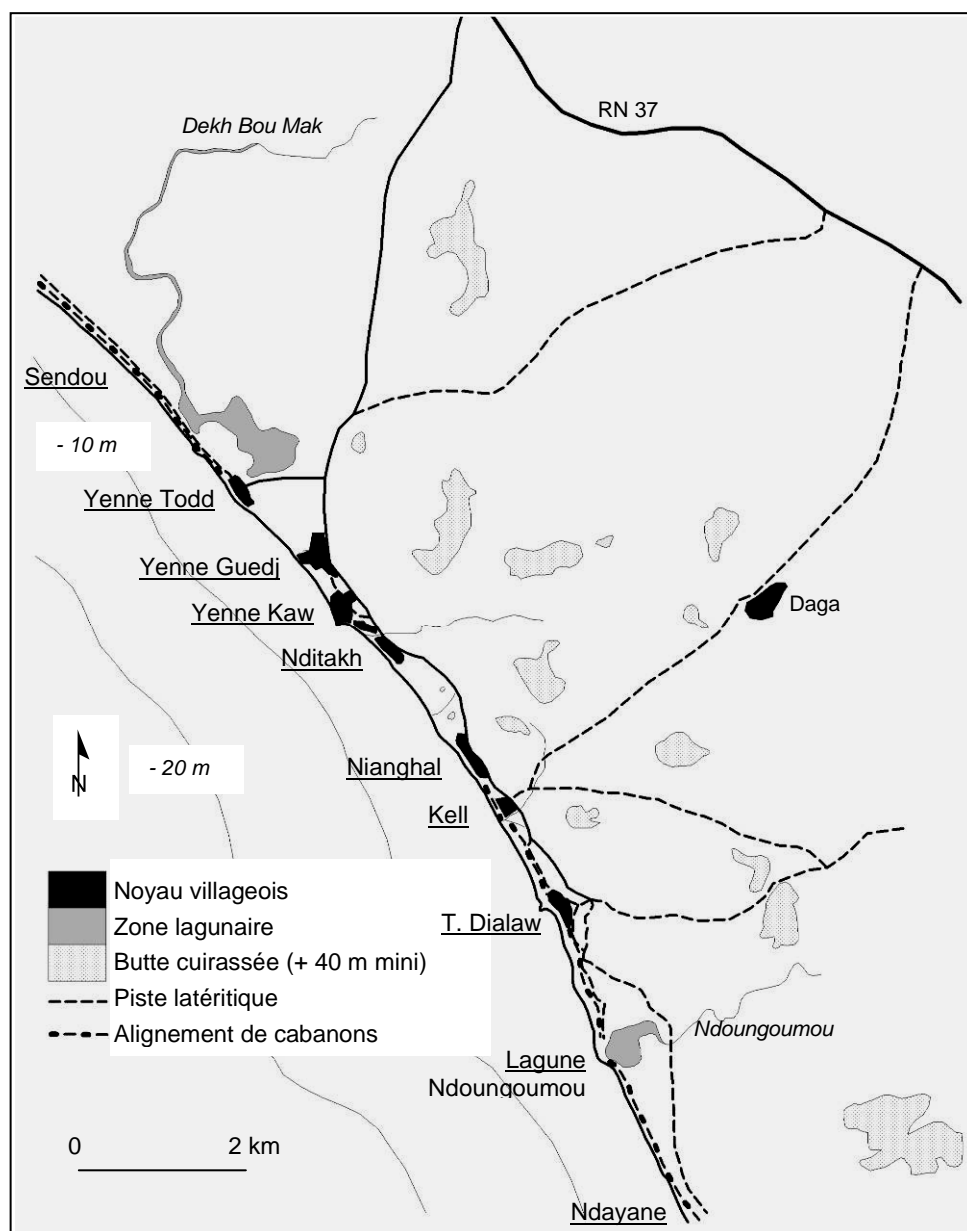 RN 37
Dekh Bou Mak
Sendou
- 10 m
Yenne Todd
Yenne Guedj
Yenne Kaw
Daga
Nditakh
N
- 20 m
Nianghal
Kell
Noyau villageois
Zone lagunaire
T. Dialaw
Butte cuirassée (+ 40 m mini)
Piste latéritique
Alignement de cabanons
Ndoungoumou
Lagune
Ndoungoumou
0 2 km
Ndayane